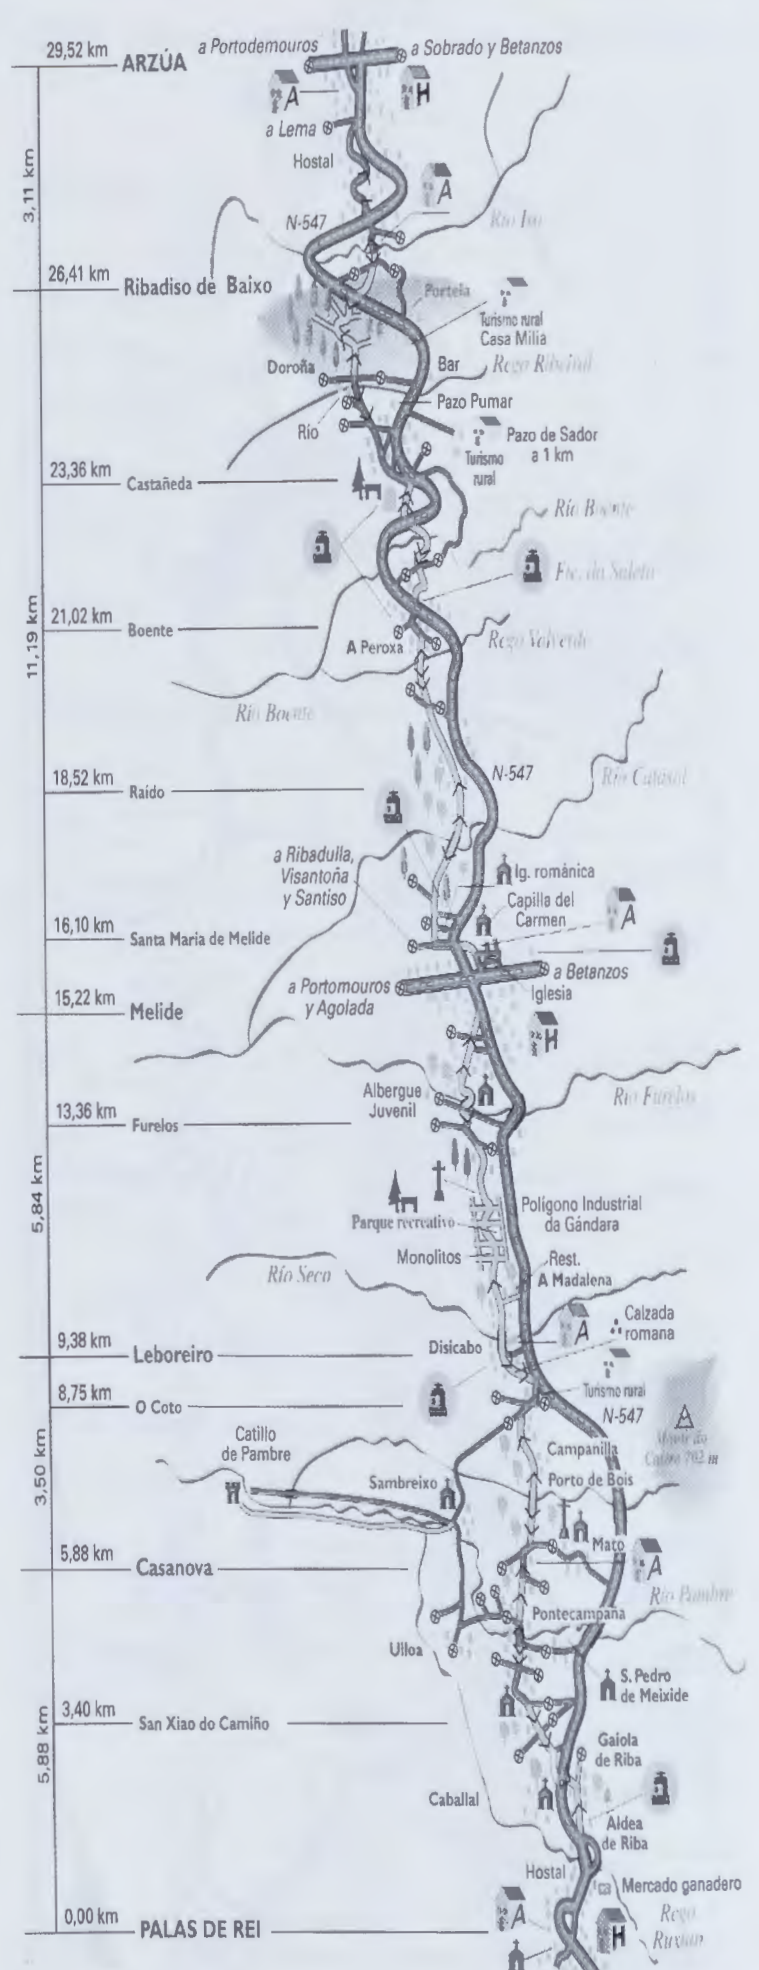 29,52 km
ARZÚA
a Portodemouros
a Sobrado y Betanzos
A
H
a Lema
Hostal
A
3,11 km
N-547
Río Iso
26,41 km
Ribadiso de Baixo
Portela
Turismo rural
Casa Milia
Doroña
Bar
Rego Ribeiral
Pazo Pumar
Río
Pazo de Sador
a 1 km
Turismo
rural
23,36 km
Castañeda
Río Boente
Fte. da Saleta
11,19 km
21,02 km
Boente
A Peroxa
Rego Valverde
Río Boente
18,52 km
Raído
N-547
Río Catasol
a Ribadulla,
Visantoña
y Santiso
Ig. románica
Capilla del
Carmen
A
16,10 km
Santa Maria de Melide
a Portomouros
y Agolada
a Betanzos
Iglesia
15,22 km
Melide
H
Albergue
Juvenil
Río Furelos
13,36 km
Furelos
5,84 km
Parque recreativo
Polígono Industrial
da Gándara
Monolitos
Río Seco
Rest.
A Madalena
Disicabo
A
Calzada
romana
9,38 km
Leboreiro
8,75 km
O Coto
Turismo rural
N-547
702 m
3,50 km
Catillo
de Pambre
Campanilla
Sambreixo
Porto de Bois
Mato
A
5,88 km
Casanova
Río Pambre
Pontecampaña
Ulloa
S. Pedro
de Meixide
3,40 km
San Xiao do Camiño
5,88 km
Gaiola
de Riba
Caballal
Aldea
de Riba
Hostal
Mercado ganadero
Rego
Ruxian
0,00 km
PALAS DE REI
A
H